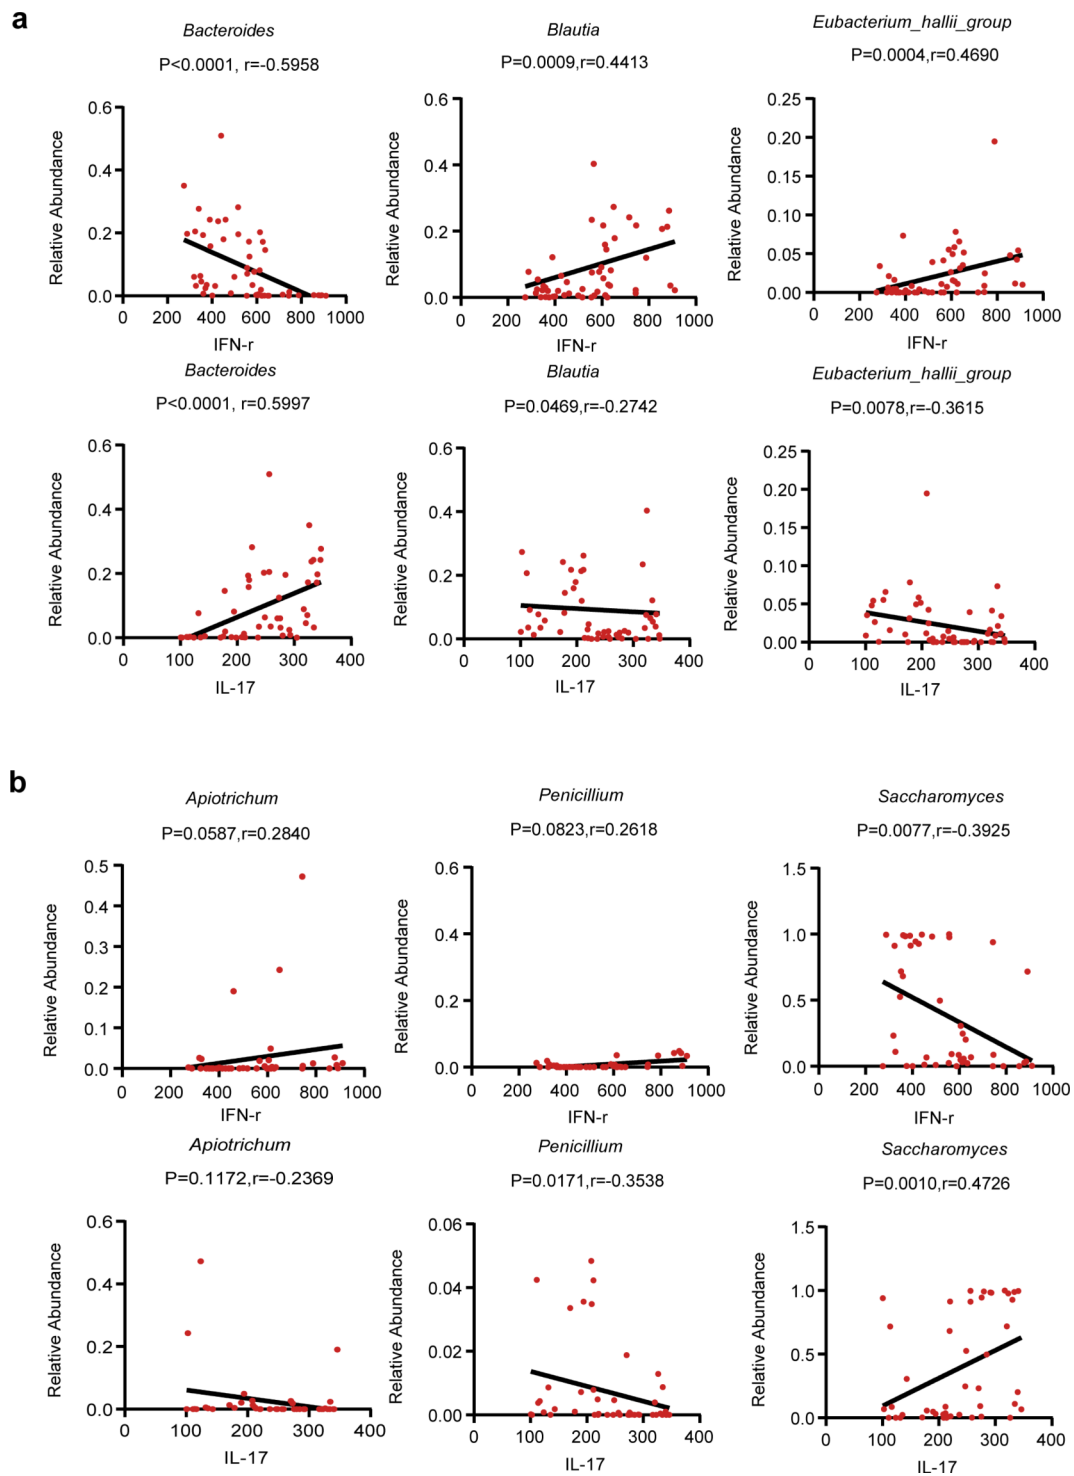 a
Bacteroides
P<0.0001, r=-0.5958
Relative Abundance
0.6
0.4
0.2
0.0
0 200 400 600 800 1000
IFN-r
Blautia
P=0.0009,r=0.4413
Relative Abundance
0.6
0.4
0.2
0.0
0 200 400 600 800 1000
IFN-r
Eubacterium_hallii_group
P=0.0004,r=0.4690
Relative Abundance
0.25
0.20
0.15
0.10
0.05
0.00
0 200 400 600 800 1000
IFN-r
Bacteroides
P<0.0001, r=0.5997
Relative Abundance
0.6
0.4
0.2
0.0
0 100 200 300 400
IL-17
Blautia
P=0.0469,r=-0.2742
Relative Abundance
0.6
0.4
0.2
0.0
0 100 200 300 400
IL-17
Eubacterium_hallii_group
P=0.0078,r=-0.3615
Relative Abundance
0.25
0.20
0.15
0.10
0.05
0.00
0 100 200 300 400
IL-17
b
Apiotrichum
P=0.0587,r=0.2840
Relative Abundance
0.5
0.4
0.3
0.2
0.1
0.0
0 200 400 600 800 1000
IFN-r
Penicillium
P=0.0823,r=0.2618
Relative Abundance
0.6
0.4
0.2
0.0
0 200 400 600 800 1000
IFN-r
Saccharomyces
P=0.0077,r=-0.3925
Relative Abundance
1.5
1.0
0.5
0.0
0 200 400 600 800 1000
IFN-r
Apiotrichum
P=0.1172,r=-0.2369
Relative Abundance
0.6
0.4
0.2
0.0
0 100 200 300 400
IL-17
Penicillium
P=0.0171,r=-0.3538
Relative Abundance
0.06
0.04
0.02
0.00
0 100 200 300 400
IL-17
Saccharomyces
P=0.0010,r=0.4726
Relative Abundance
1.5
1.0
0.5
0.0
0 100 200 300 400
IL-17